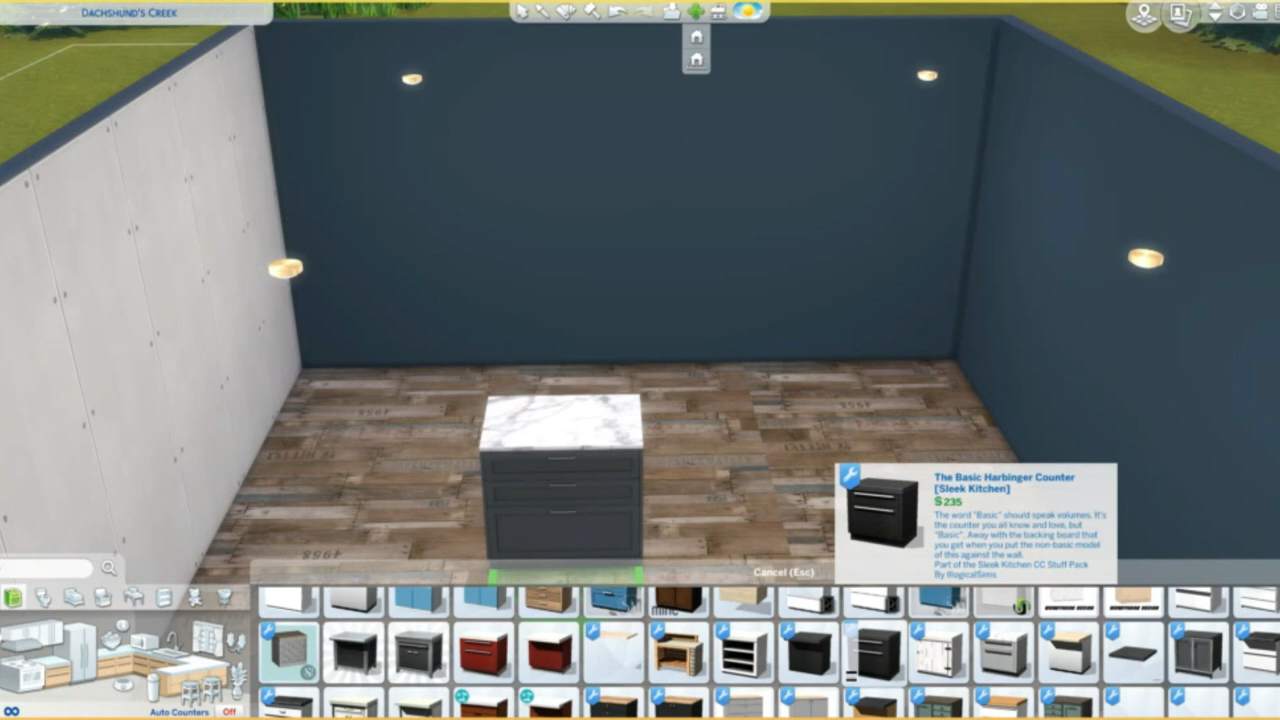 DACHSHUND'S CREEK
The Basic Harbinger Counter
[Sleek Kitchen]
$235
The word "Basic" should speak volumes. It's
the counter you all know and love, but
"Basic". Away with the backing board that
you get when you put the non-basic model
of this against the wall.
Part of the Sleek Kitchen CC Stuff Pack
By IllogicalSims
Cancel (Esc)
Auto Counters Off